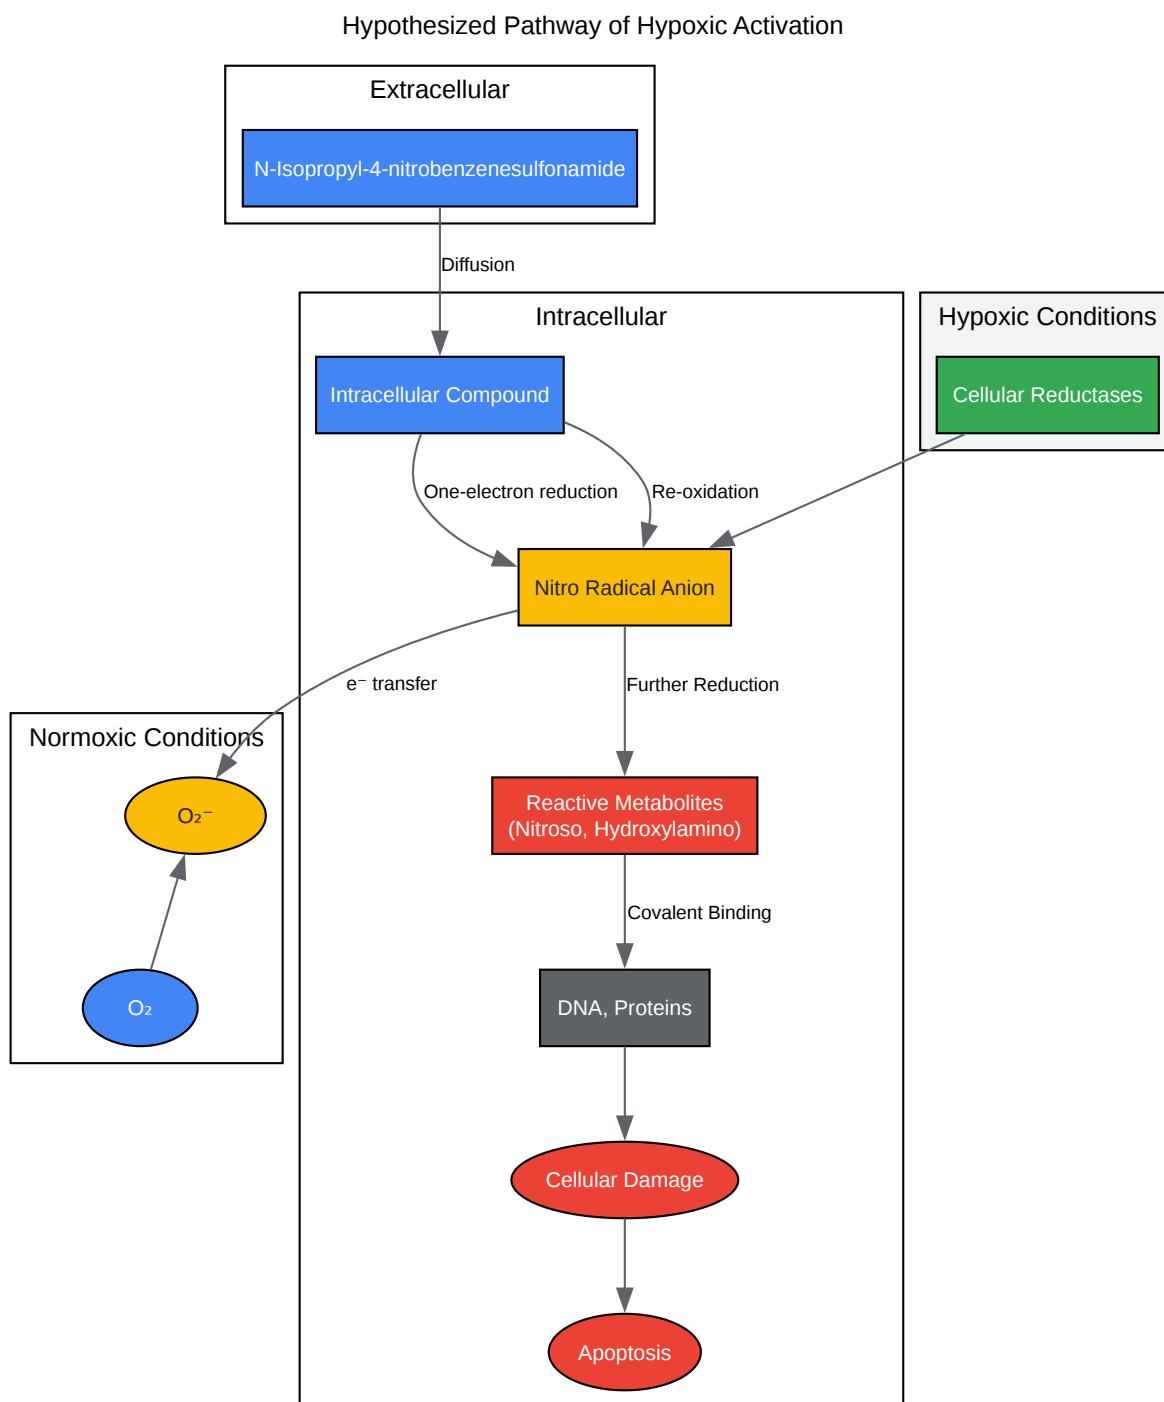 Hypothesized Pathway of Hypoxic Activation
Extracellular
N-Isopropyl-4-nitrobenzenesulfonamide
Diffusion
Intracellular
Hypoxic Conditions
Intracellular Compound
Cellular Reductases
One-electron reduction
Re-oxidation
Nitro Radical Anion
e⁻ transfer
Further Reduction
Normoxic Conditions
O₂⁻
Reactive Metabolites
(Nitroso, Hydroxylamino)
Covalent Binding
O₂
DNA, Proteins
Cellular Damage
Apoptosis